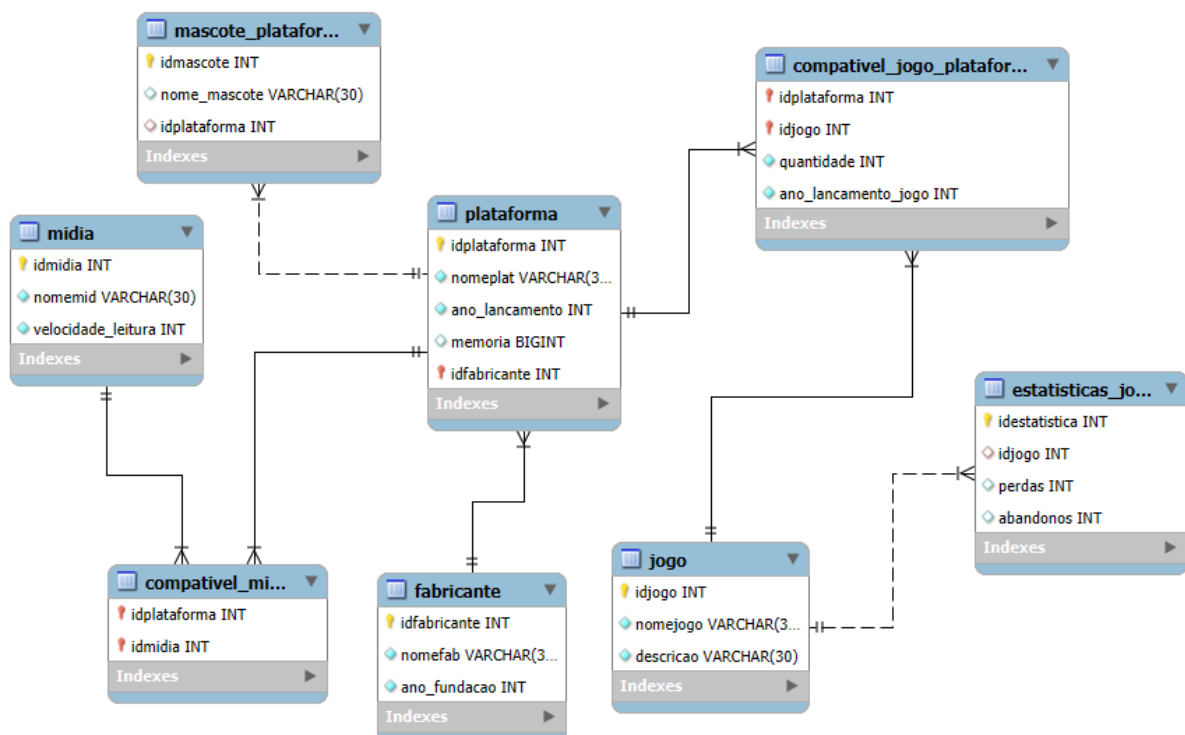 mascote_platafor...
idmascote INT
nome_mascote VARCHAR(30)
idplataforma INT
Indexes
compativel_jogo_platafor...
idplataforma INT
idjogo INT
quantidade INT
ano_lancamento_jogo INT
Indexes
midia
idmidia INT
nomemid VARCHAR(30)
velocidade_leitura INT
Indexes
plataforma
idplataforma INT
nomeplat VARCHAR(3...
ano_lancamento INT
memoria BIGINT
idfabricante INT
Indexes
estatisticas_jo...
idestatistica INT
idjogo INT
perdas INT
abandonos INT
Indexes
compativel_mi...
idplataforma INT
idmidia INT
Indexes
fabricante
idfabricante INT
nomefab VARCHAR(3...
ano_fundacao INT
Indexes
jogo
idjogo INT
nomejogo VARCHAR(3...
descricao VARCHAR(30)
Indexes